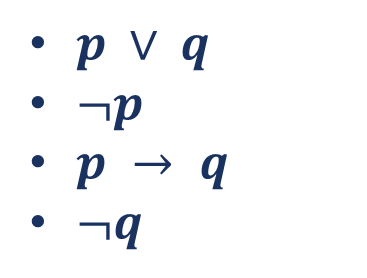 • p ∨ q
• ¬p
• p → q
• ¬q